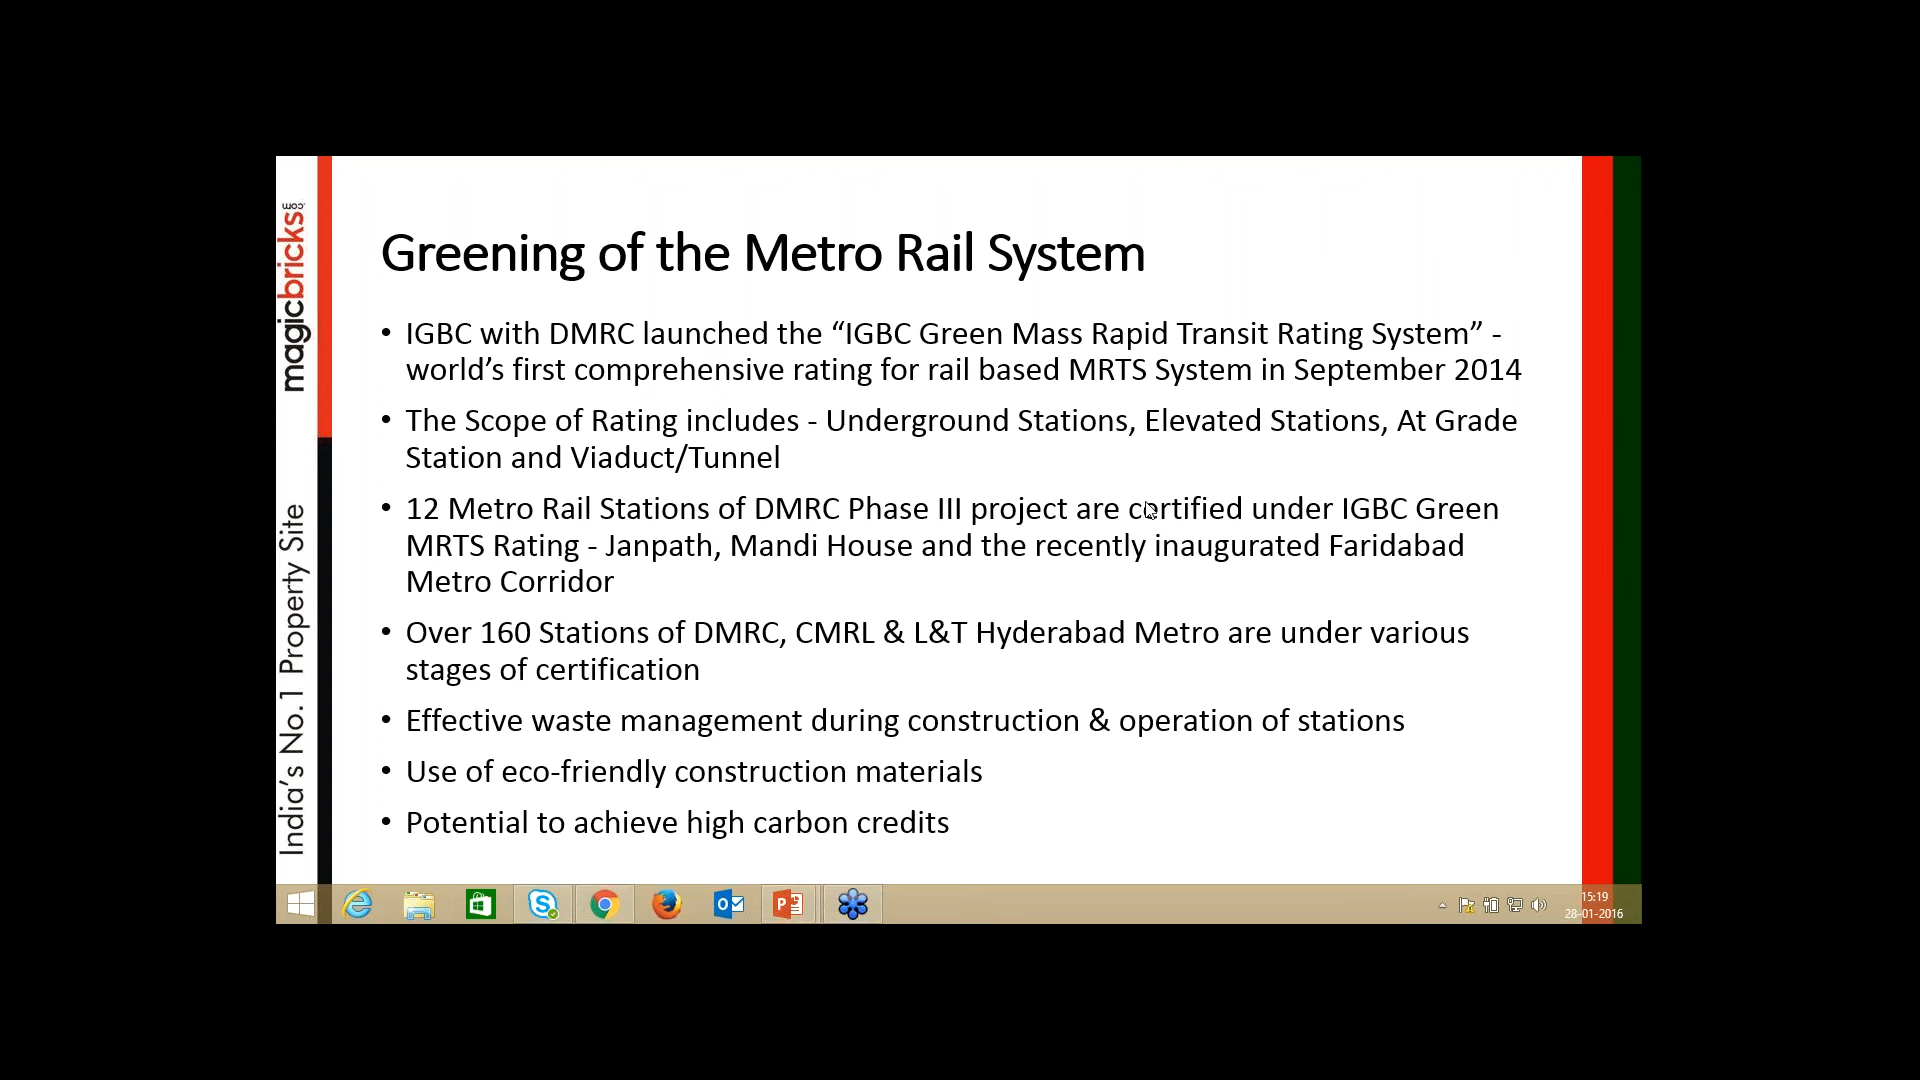 magicbricks.com
India's No.1 Property Site
Greening of the Metro Rail System
• IGBC with DMRC launched the “IGBC Green Mass Rapid Transit Rating System” -
world’s first comprehensive rating for rail based MRTS System in September 2014
• The Scope of Rating includes - Underground Stations, Elevated Stations, At Grade
Station and Viaduct/Tunnel
• 12 Metro Rail Stations of DMRC Phase III project are certified under IGBC Green
MRTS Rating - Janpath, Mandi House and the recently inaugurated Faridabad
Metro Corridor
• Over 160 Stations of DMRC, CMRL & L&T Hyderabad Metro are under various
stages of certification
• Effective waste management during construction & operation of stations
• Use of eco-friendly construction materials
• Potential to achieve high carbon credits
15:19
28-01-2016